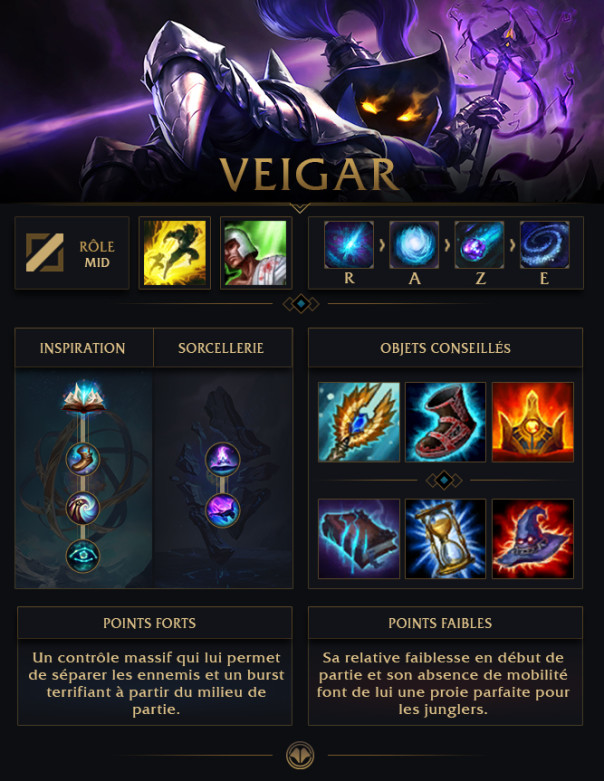 VEIGAR
RÔLE
MID
R
A
Z
E
INSPIRATION
SORCELLERIE
OBJETS CONSEILLÉS
POINTS FORTS
Un contrôle massif qui lui permet
de séparer les ennemis et un burst
terrifiant à partir du milieu de
partie.
POINTS FAIBLES
Sa relative faiblesse en début de
partie et son absence de mobilité
font de lui une proie parfaite pour
les junglers.